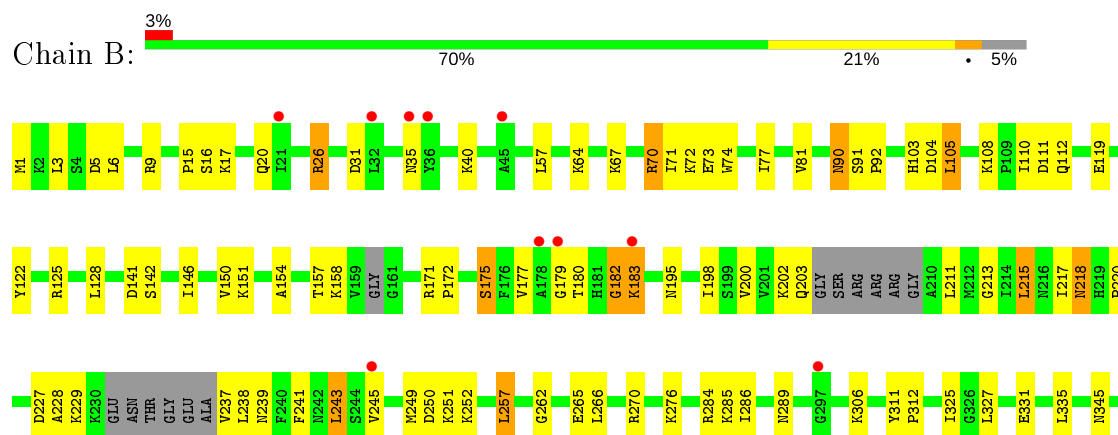 3%
Chain B:
70% 21% • 5%
M1 K2 L3 S4 D5 L6 R9 P15 S16 K17 Q20 I21 R26 D31 L32 N35 Y36 K40 A45 L57 K64 K67 R70 I71 K72 E73 W74 I77 V81 N90 S91 P92 H103 D104 L105 K108 P109 I110 D111 Q112 E119
Y122 R125 L128 D141 S142 I146 V150 K151 A154 T157 K158 V159 GLY G161 R171 P172 S175 F176 V177 A178 G179 T180 H181 G182 K183 N195 I198 S199 V200 V201 K202 Q203 GLY SER ARG ARG ARG GLY A210 L211 M212 G213 I214 L215 N216 I217 N218 H219 P220
D227 A228 K229 K230 GLU ASN THR GLY GLU ALA V237 L238 N239 F240 F241 N242 L243 S244 V245 M249 D250 K251 K252 L257 G262 E265 L266 R270 K276 R284 K285 I286 N289 G297 K306 Y311 P312 I325 G326 L327 E331 L335 N345